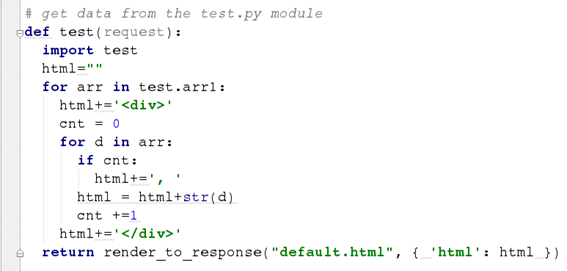 # get data from the test.py module
def test(request):
import test
html=""
for arr in test.arr1:
html+='<div>'
cnt = 0
for d in arr:
if cnt:
html+=', '
html = html+str(d)
cnt +=1
html+='</div>'
return render_to_response("default.html", { 'html': html })